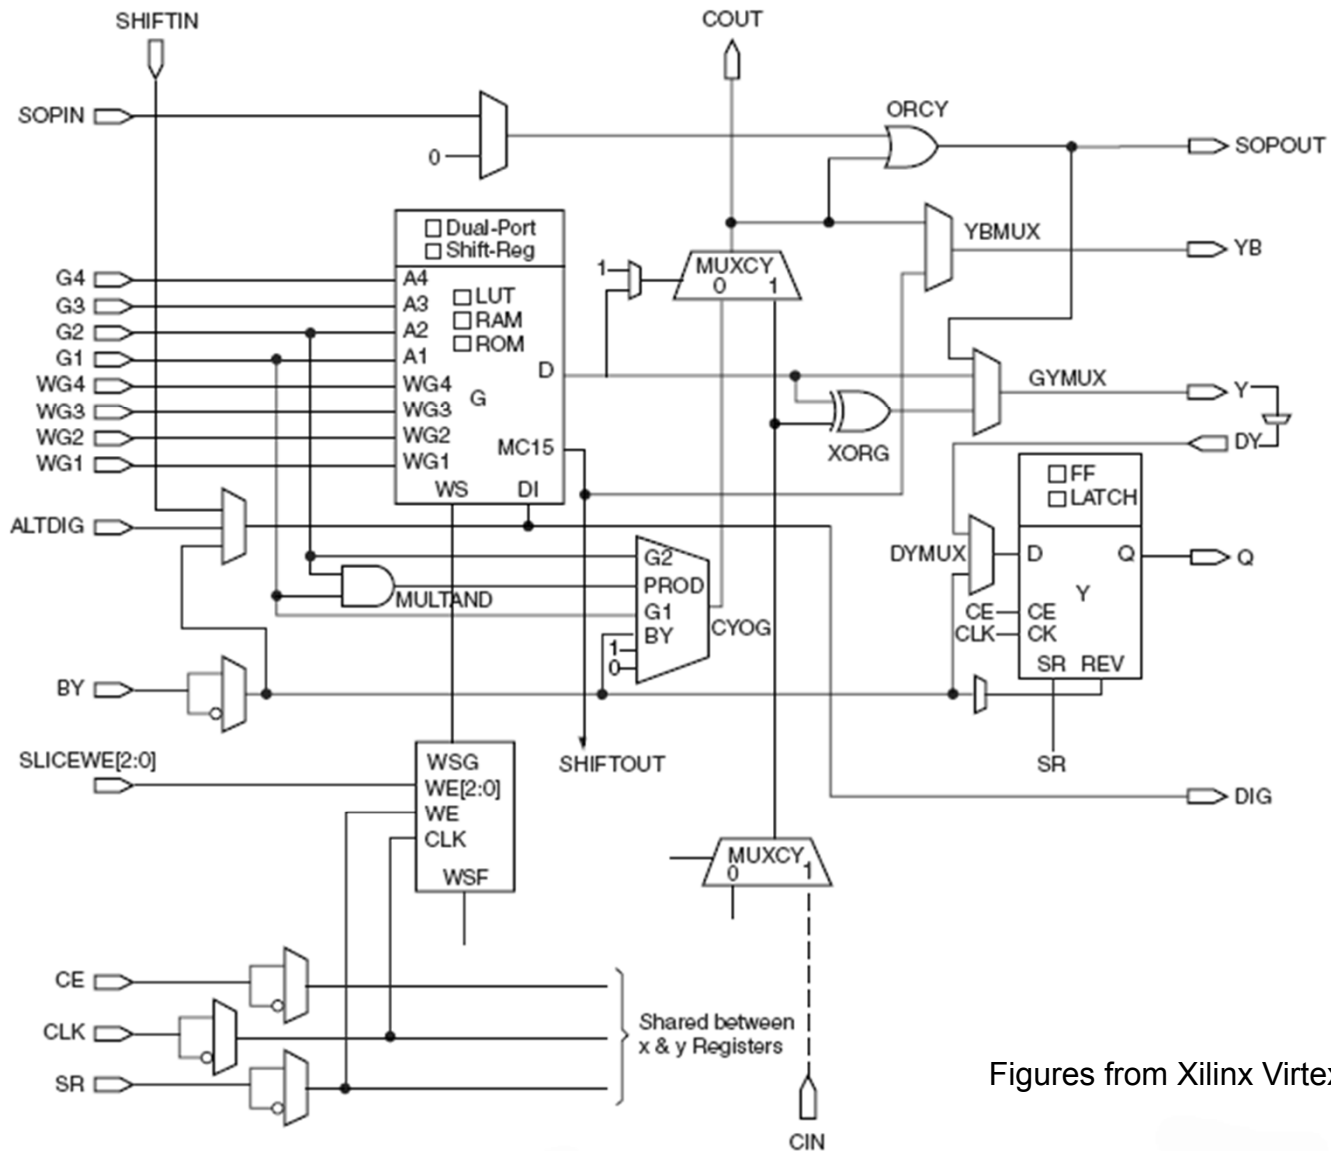 SHIFTIN
COUT
SOPIN
0
ORCY
SOPOUT
Dual-Port
Shift-Reg
YBMUX
YB
G4
G3
G2
G1
WG4
WG3
WG2
WG1
A4
A3
A2
A1
WG4
WG3
WG2
WG1
LUT
RAM
ROM
G
D
MC15
WS DI
1
MUXCY
0 1
GYMUX
Y
DY
XORG
FF
LATCH
ALTDIG
DYMUX
D
Q
Q
Y
CE
CE
CLK
CK
SR REV
SR
G2
PROD
G1
BY
1
0
MULTAND
CYOG
BY
SHIFTOUT
DIG
SLICEWE[2:0]
WSG
WE[2:0]
WE
CLK
WSF
MUXCY
0 1
CE
CLK
SR
Shared between
x & y Registers
CIN
Figures from Xilinx